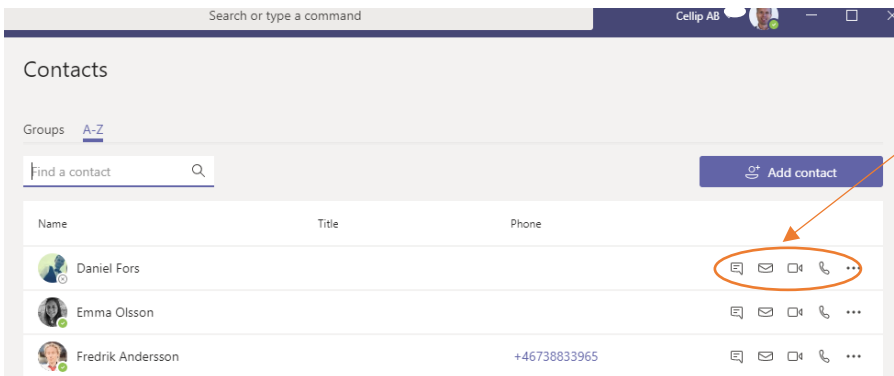 Search or type a command Cellip AB
Contacts
Groups A-Z
Find a contact
Add contact
Name Title Phone
Daniel Fors
Emma Olsson
Fredrik Andersson +46738833965